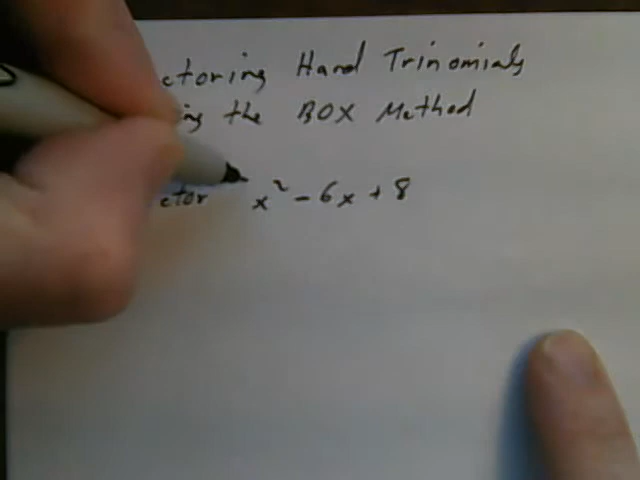 ctoring Hard Trinomials
ing the BOX Method
ctor x² - 6x + 8